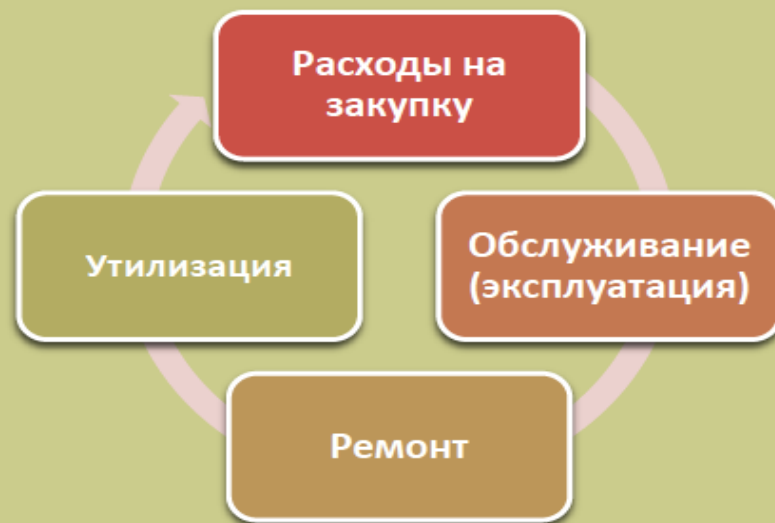 Расходы на
закупку
Обслуживание
(эксплуатация)
Ремонт
Утилизация